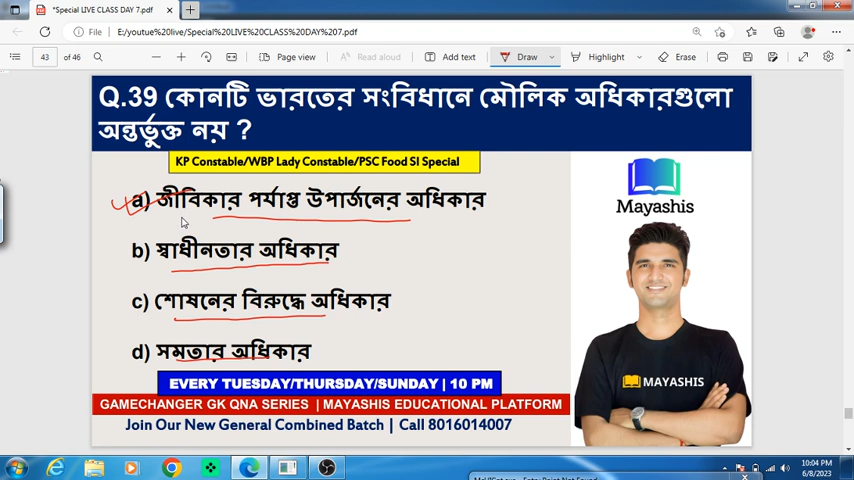 *Special LIVE CLASS DAY 7.pdf
File
E:/youtue%20live/Special%20LIVE%20CLASS%20DAY%207.pdf
43 of 46
Page view
Read aloud
Add text
Draw
Highlight
Erase
Q.39 কোনটি ভারতের সংবিধানে মৌলিক অধিকারগুলো
অন্তর্ভুক্ত নয় ?
KP Constable/WBP Lady Constable/PSC Food SI Special
a) জীবিকার পর্যাপ্ত উপার্জনের অধিকার
b) স্বাধীনতার অধিকার
c) শোষনের বিরুদ্ধে অধিকার
d) সমতার অধিকার
Mayashis
MAYASHIS
EVERY TUESDAY/THURSDAY/SUNDAY | 10 PM
GAMECHANGER GK QNA SERIES | MAYASHIS EDUCATIONAL PLATFORM
Join Our New General Combined Batch | Call 8016014007
10:04 PM
6/8/2023